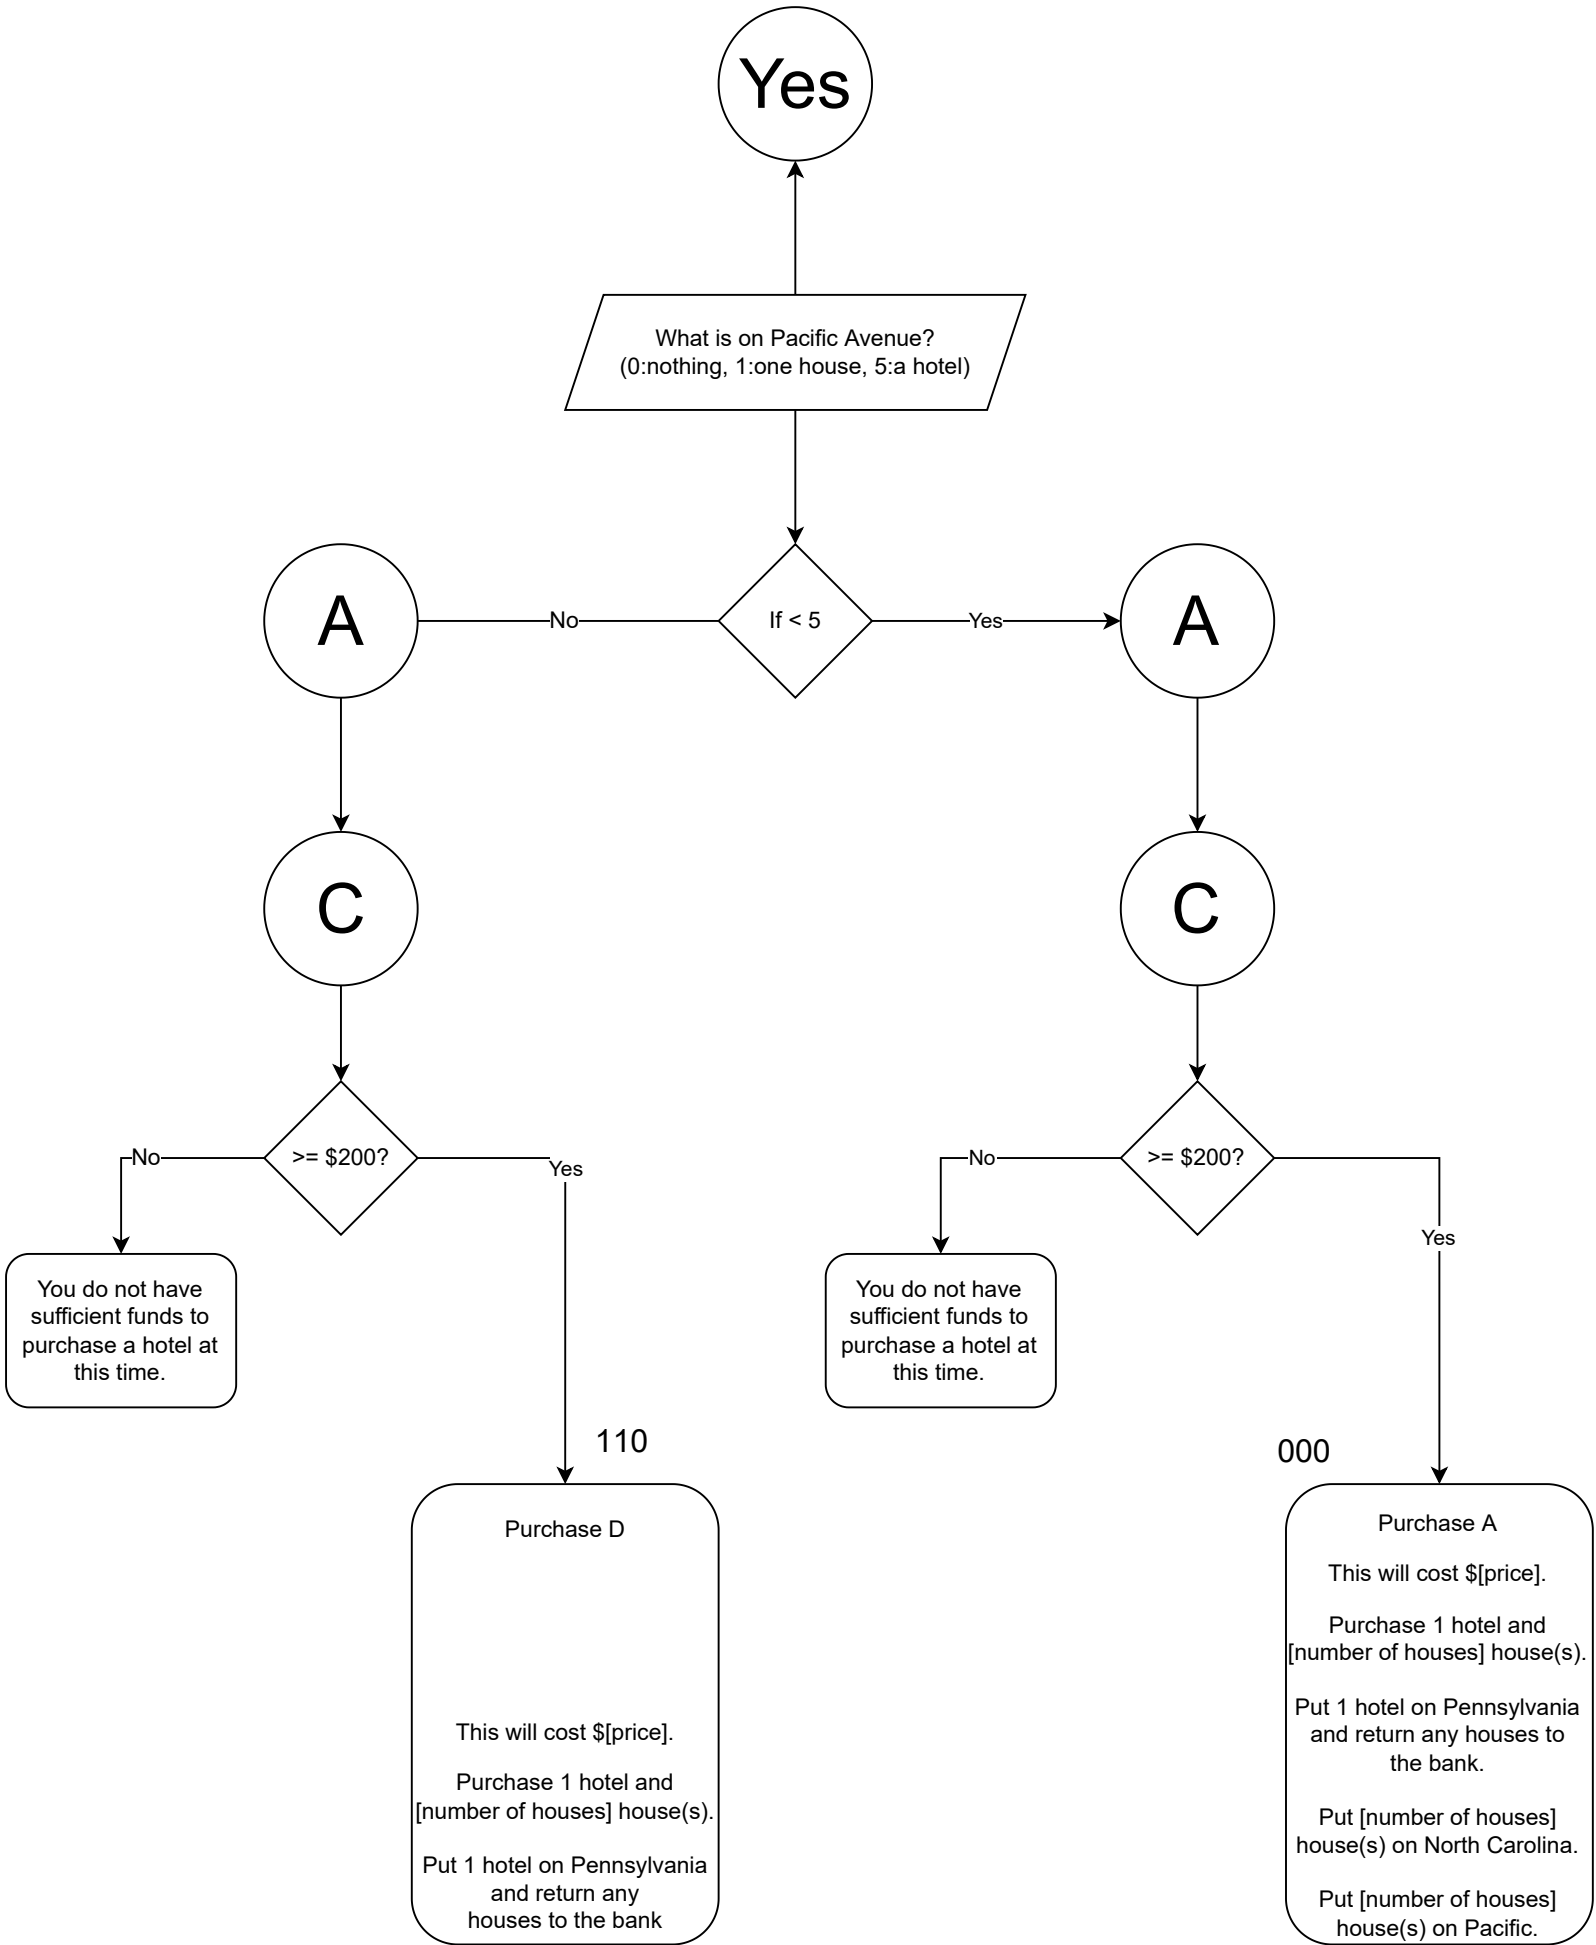 Yes
What is on Pacific Avenue?
(0:nothing, 1:one house, 5:a hotel)
A
No
If < 5
Yes
A
C
C
No
>= $200?
Yes
No
>= $200?
Yes
You do not have
sufficient funds to
purchase a hotel at
this time.
You do not have
sufficient funds to
purchase a hotel at
this time.
110
Purchase D
This will cost $[price].
Purchase 1 hotel and
[number of houses] house(s).
Put 1 hotel on Pennsylvania
and return any
houses to the bank
000
Purchase A
This will cost $[price].
Purchase 1 hotel and
[number of houses] house(s).
Put 1 hotel on Pennsylvania
and return any houses to
the bank.
Put [number of houses]
house(s) on North Carolina.
Put [number of houses]
house(s) on Pacific.